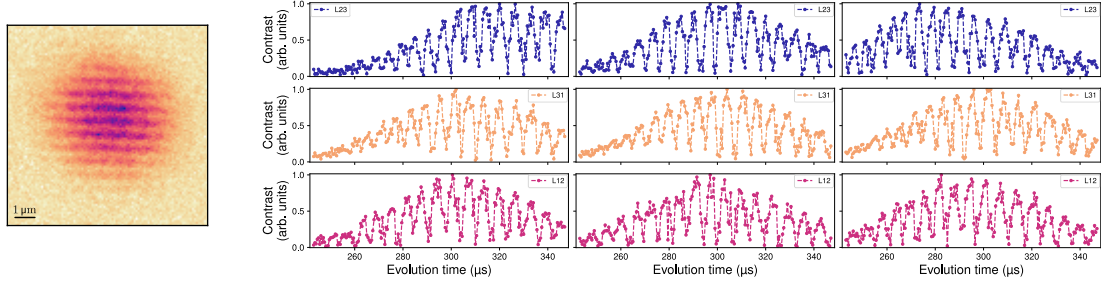 1 μm
Contrast
(arb. units)
1.0
0.5
0.0
L23
L23
L23
Contrast
(arb. units)
1.0
0.5
0.0
L31
L31
L31
Contrast
(arb. units)
1.0
0.5
0.0
L12
L12
L12
260 280 300 320 340
260 280 300 320 340
260 280 300 320 340
Evolution time (μs)
Evolution time (μs)
Evolution time (μs)